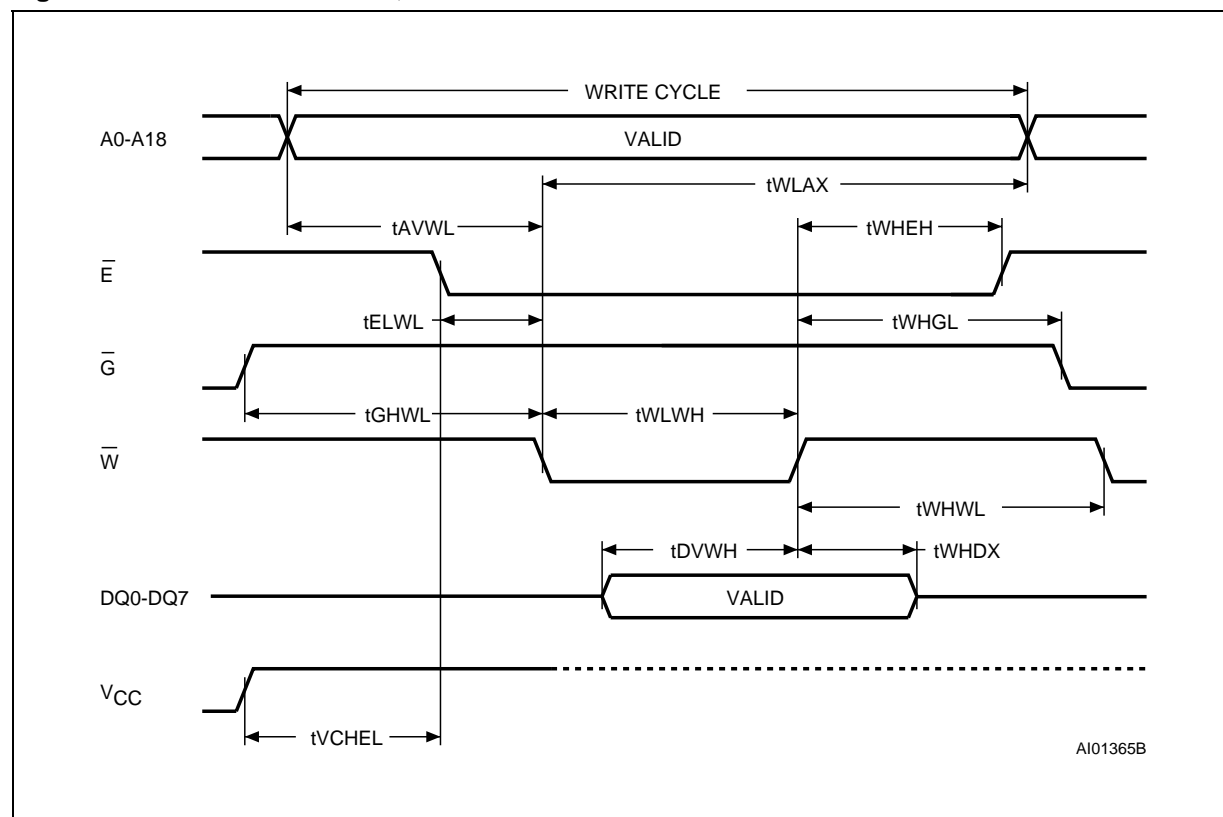 WRITE CYCLE
A0-A18
VALID
tWLAX
tAVWL
tWHEH
E
tELWL
tWHGL
G
tGHWL
tWLWH
W
tWHWL
tDVWH
tWHDX
DQ0-DQ7
VALID
VCC
tVCHEL
AI01365B